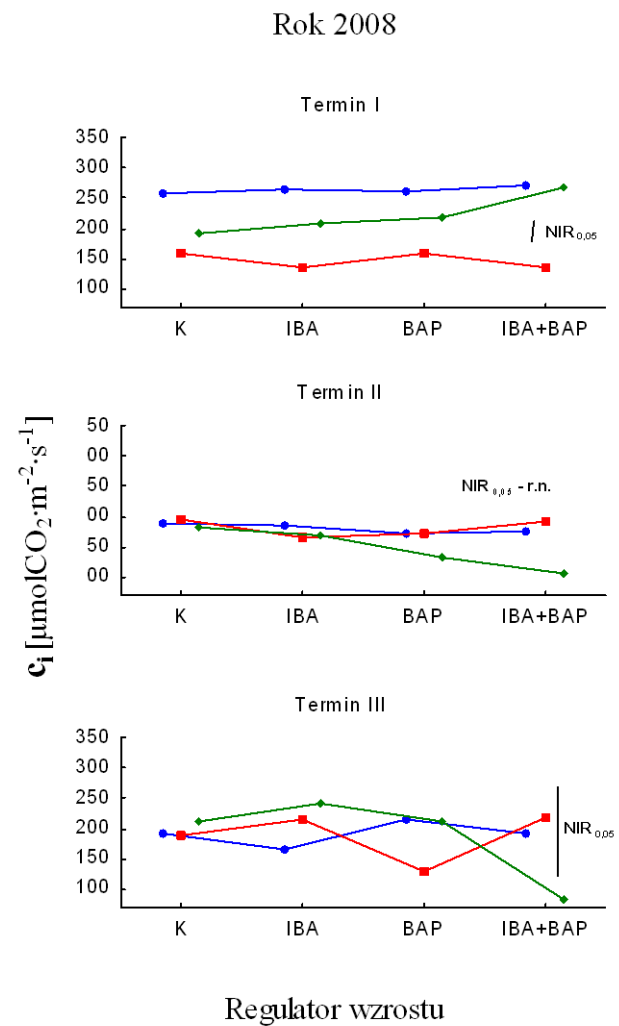 Rok 2008
Termin I
350
300
250
200
150
100
NIR0,05
K IBA BAP IBA+BAP
Termin II
50
00
50
00
50
00
NIR0,05 - r.n.
K IBA BAP IBA+BAP
ci [µmolCO2·m-2·s-1]
Termin III
350
300
250
200
150
100
NIR0,05
K IBA BAP IBA+BAP
Regulator wzrostu